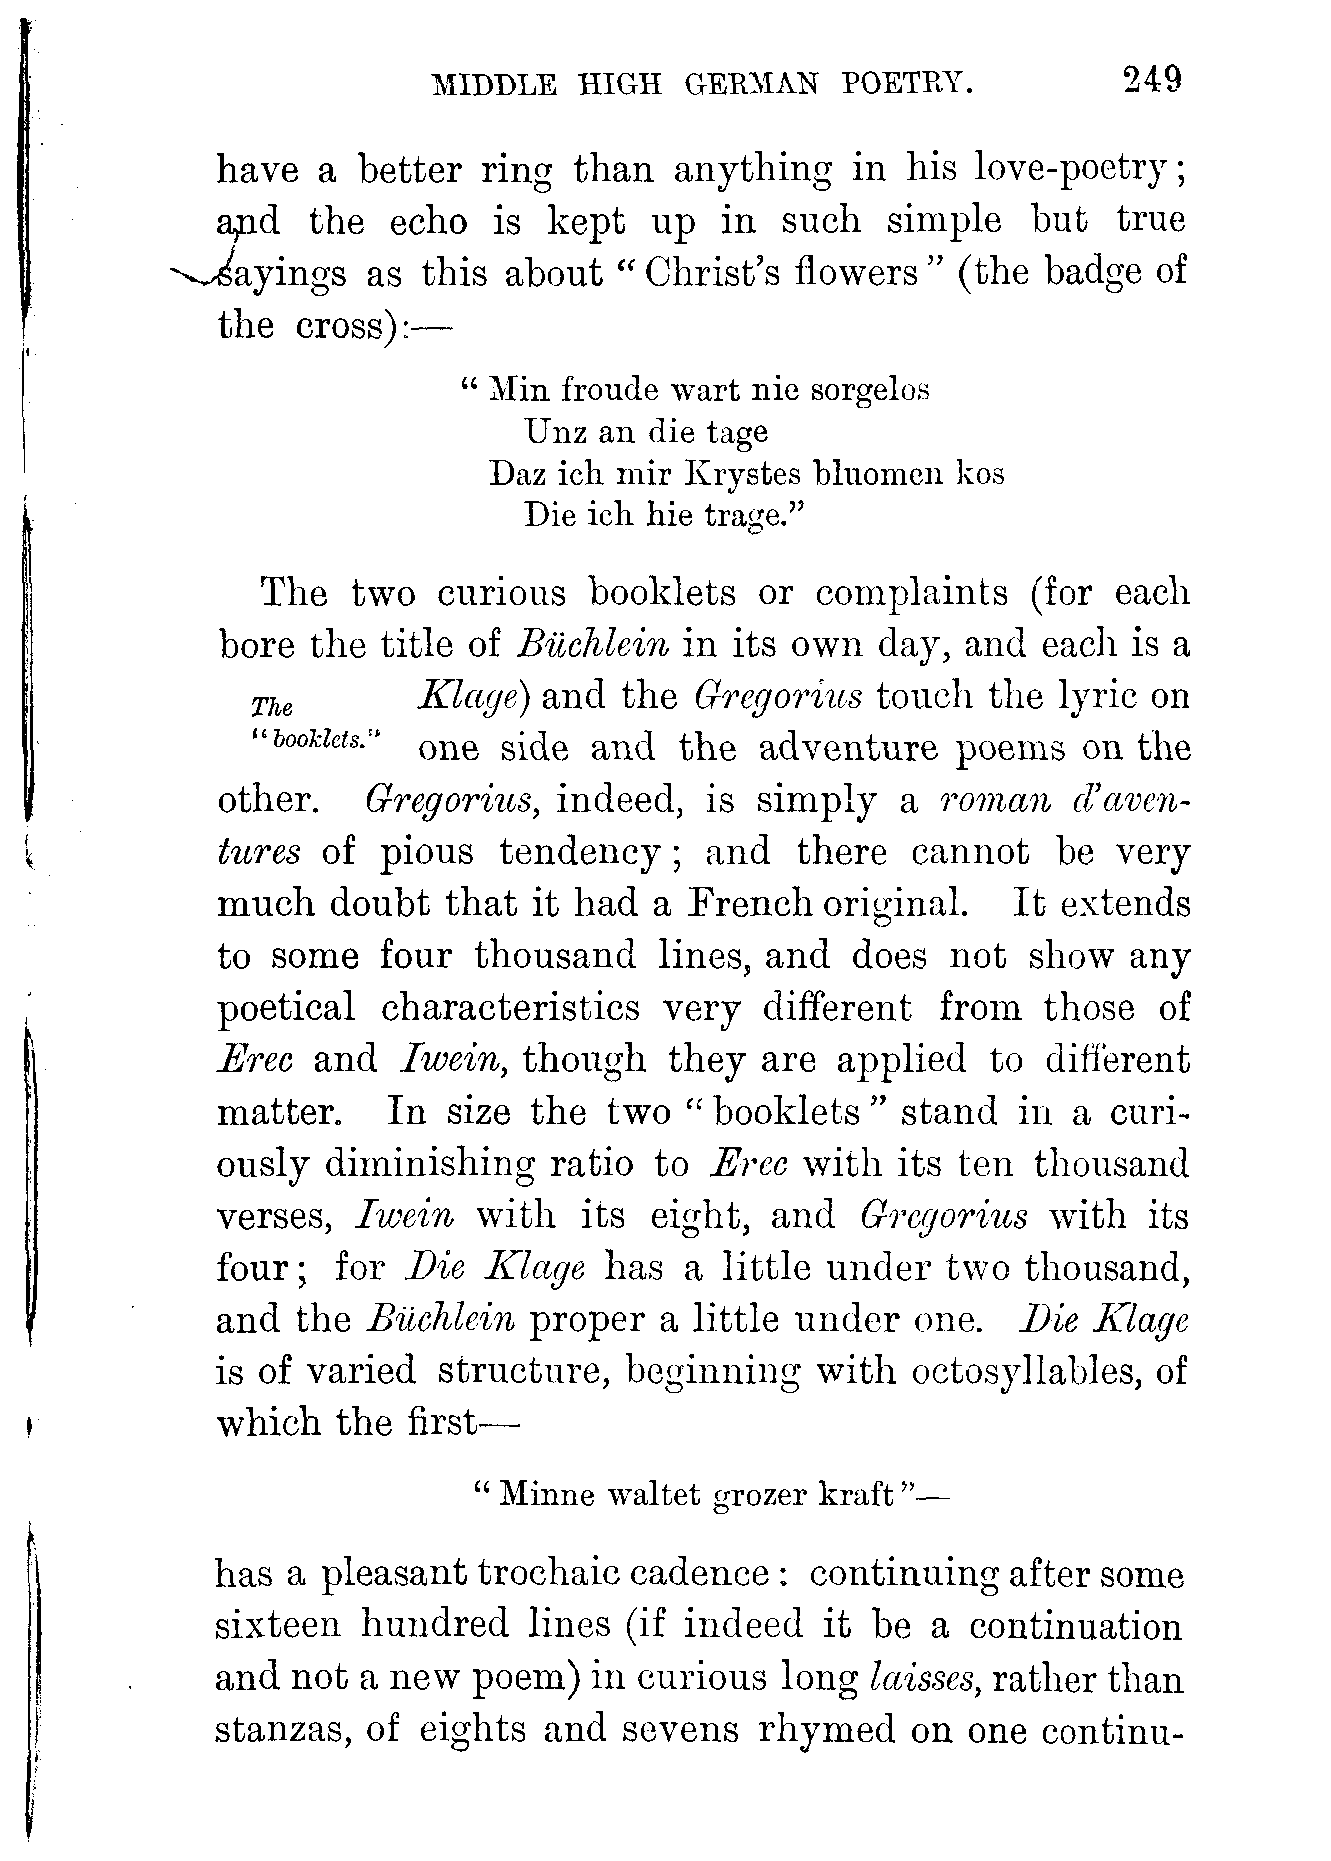 MIDDLE HIGH GERMAN POETRY. 249
have a better ring than anything in his love-poetry;
and the echo is kept up in such simple but true
sayings as this about "Christ's flowers" (the badge of
the cross):—
"Min froude wart nie sorgelos
Unz an die tage
Daz ich mir Krystes bluomen kos
Die ich hie trage."
The two curious booklets or complaints (for each
bore the title of Büchlein in its own day, and each is a
The
"booklets."
Klage) and the Gregorius touch the lyric on
one side and the adventure poems on the
other. Gregorius, indeed, is simply a roman d'aven-
tures of pious tendency; and there cannot be very
much doubt that it had a French original. It extends
to some four thousand lines, and does not show any
poetical characteristics very different from those of
Erec and Iwein, though they are applied to different
matter. In size the two "booklets" stand in a curi-
ously diminishing ratio to Erec with its ten thousand
verses, Iwein with its eight, and Gregorius with its
four; for Die Klage has a little under two thousand,
and the Büchlein proper a little under one. Die Klage
is of varied structure, beginning with octosyllables, of
which the first—
"Minne waltet grozer kraft"—
has a pleasant trochaic cadence: continuing after some
sixteen hundred lines (if indeed it be a continuation
and not a new poem) in curious long laisses, rather than
stanzas, of eights and sevens rhymed on one continu-